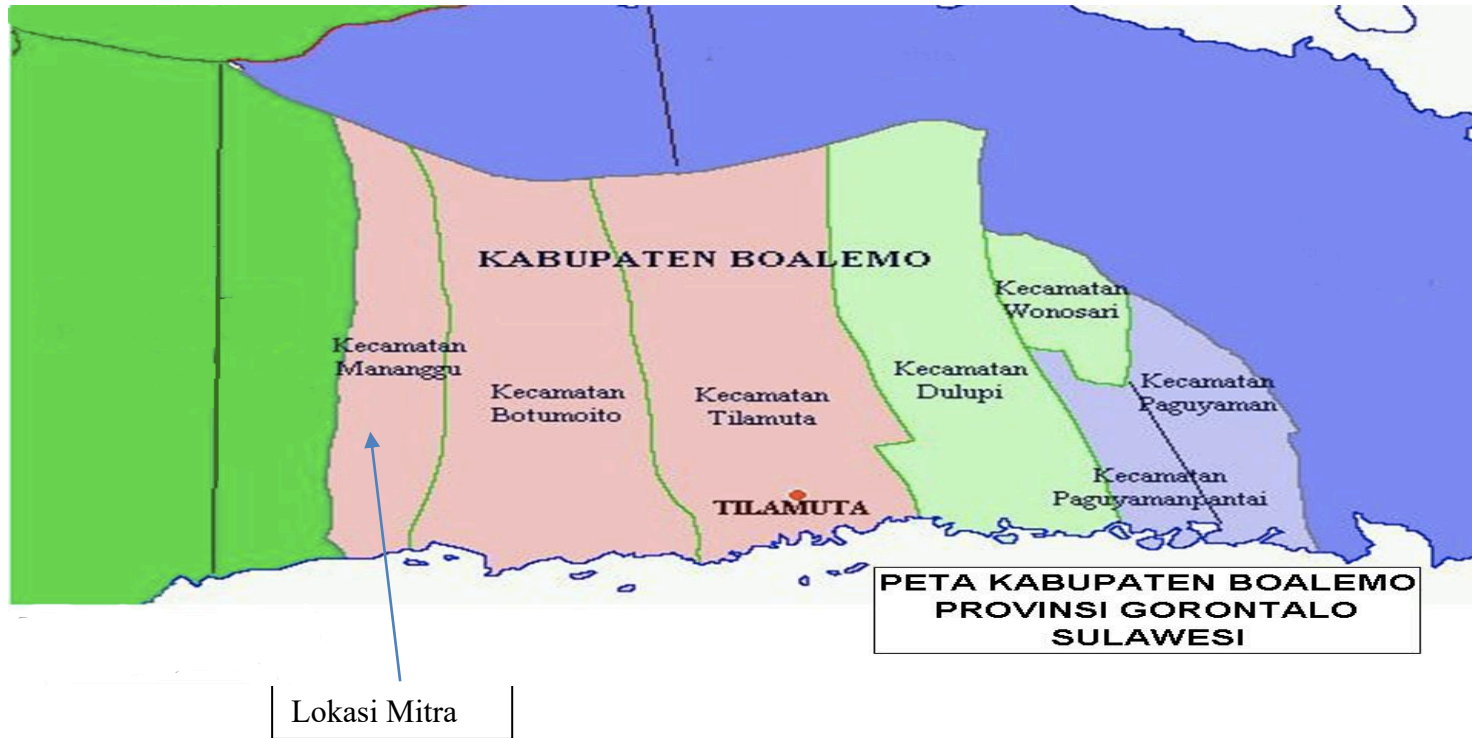 KABUPATEN BOALEMO
Kecamatan
Wonosari
Kecamatan
Mananggu
Kecamatan
Botumoito
Kecamatan
Tilamuta
Kecamatan
Dulupi
Kecamatan
Paguyaman
Kecamatan
Paguyamanpantai
TILAMUTA
PETA KABUPATEN BOALEMO
PROVINSI GORONTALO
SULAWESI
Lokasi Mitra